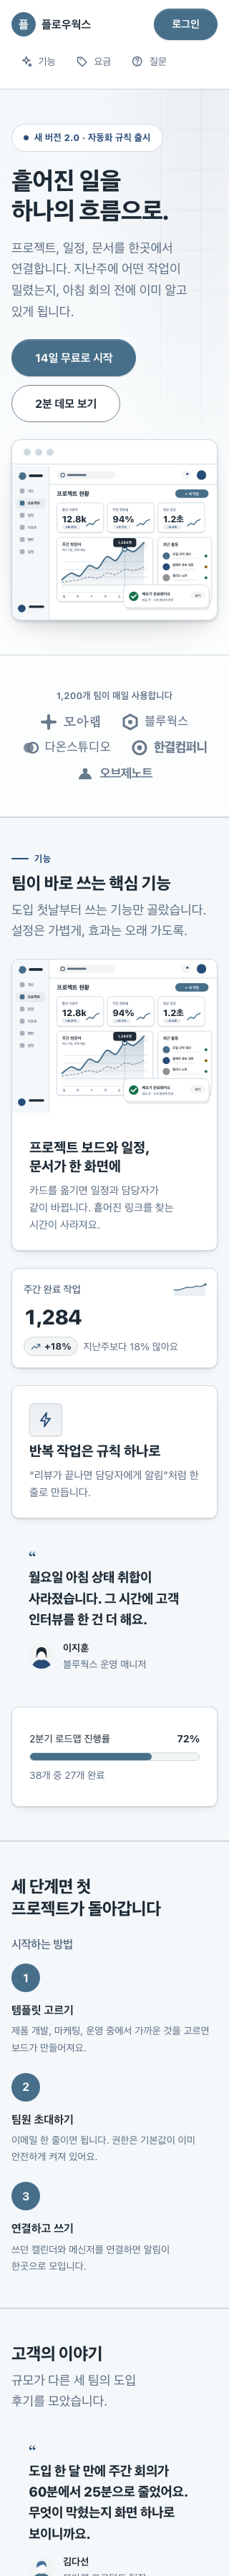 플 플로우웍스
로그인
기능 요금 질문
새 버전 2.0 · 자동화 규칙 출시
흩어진 일을
하나의 흐름으로.
프로젝트, 일정, 문서를 한곳에서
연결합니다. 지난주에 어떤 작업이
밀렸는지, 아침 회의 전에 이미 알고
있게 됩니다.
14일 무료로 시작
2분 데모 보기
프로젝트 현황
12.8k 94% 1.2초
1,284명
1,200개 팀이 매일 사용합니다
모아랩 블루웍스
다온스튜디오 한결컴퍼니
오브제노트
기능
팀이 바로 쓰는 핵심 기능
도입 첫날부터 쓰는 기능만 골랐습니다.
설정은 가볍게, 효과는 오래 가도록.
프로젝트 현황
12.8k 94% 1.2초
프로젝트 보드와 일정,
문서가 한 화면에
카드를 옮기면 일정과 담당자가
같이 바뀝니다. 흩어진 링크를 찾는
시간이 사라져요.
주간 완료 작업
1,284
+18% 지난주보다 18% 많아요
반복 작업은 규칙 하나로
“리뷰가 끝나면 담당자에게 알림”처럼 한
줄로 만듭니다.
“
월요일 아침 상태 취합이
사라졌습니다. 그 시간에 고객
인터뷰를 한 건 더 해요.
이지훈
블루웍스 운영 매니저
2분기 로드맵 진행률 72%
38개 중 27개 완료
세 단계면 첫
프로젝트가 돌아갑니다
시작하는 방법
1
템플릿 고르기
제품 개발, 마케팅, 운영 중에서 가까운 것을 고르면
보드가 만들어져요.
2
팀원 초대하기
이메일 한 줄이면 됩니다. 권한은 기본값이 이미
안전하게 켜져 있어요.
3
연결하고 쓰기
쓰던 캘린더와 메신저를 연결하면 알림이
한곳으로 모입니다.
고객의 이야기
규모가 다른 세 팀의 도입
후기를 모았습니다.
“
도입 한 달 만에 주간 회의가
60분에서 25분으로 줄었어요.
무엇이 막혔는지 화면 하나로
보이니까요.
김다선